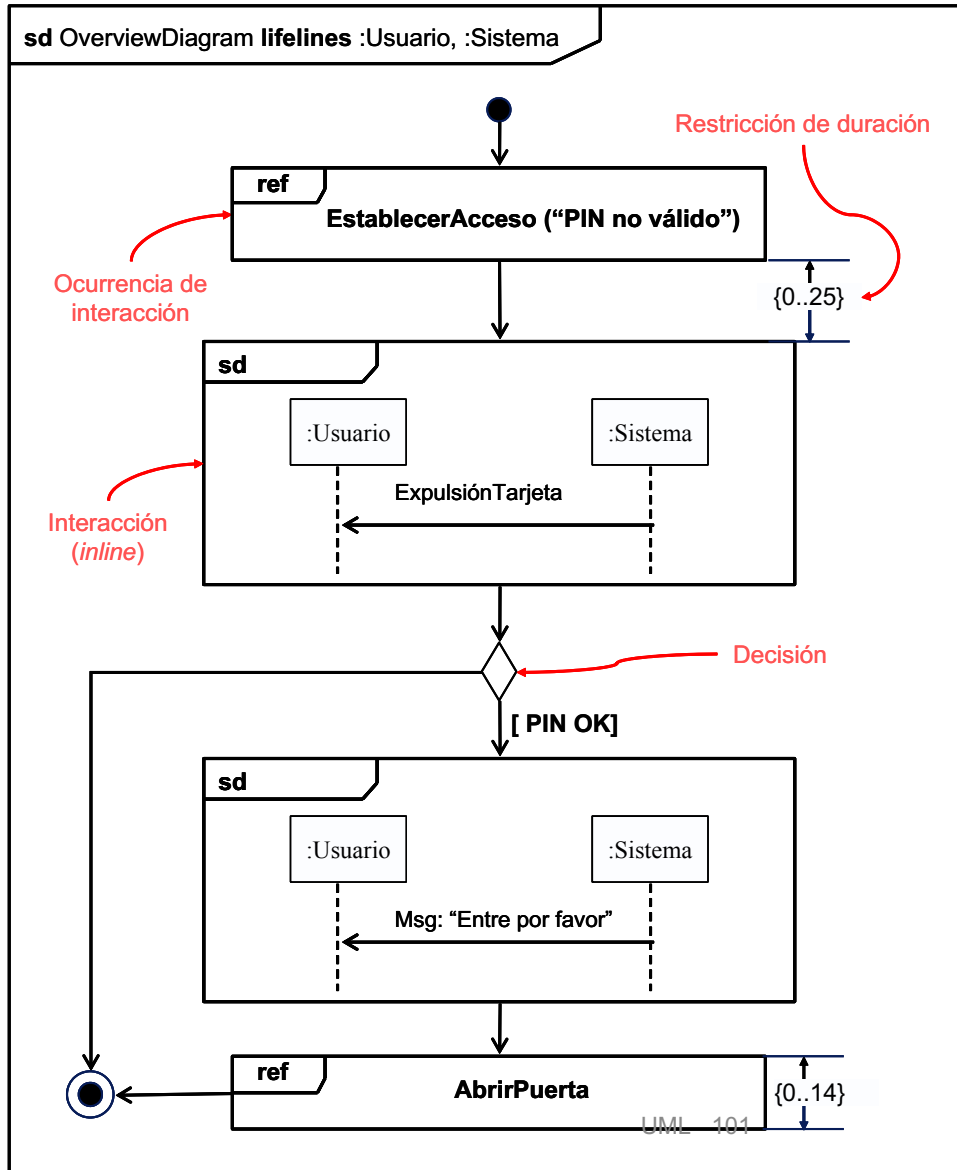 sd OverviewDiagram lifelines :Usuario, :Sistema
Restricción de duración
ref
EstablecerAcceso (“PIN no válido”)
Ocurrencia de
interacción
{0..25}
sd
:Usuario
:Sistema
ExpulsiónTarjeta
Interacción
(inline)
Decisión
[ PIN OK]
sd
:Usuario
:Sistema
Msg: “Entre por favor”
ref
AbrirPuerta
{0..14}
UML 101